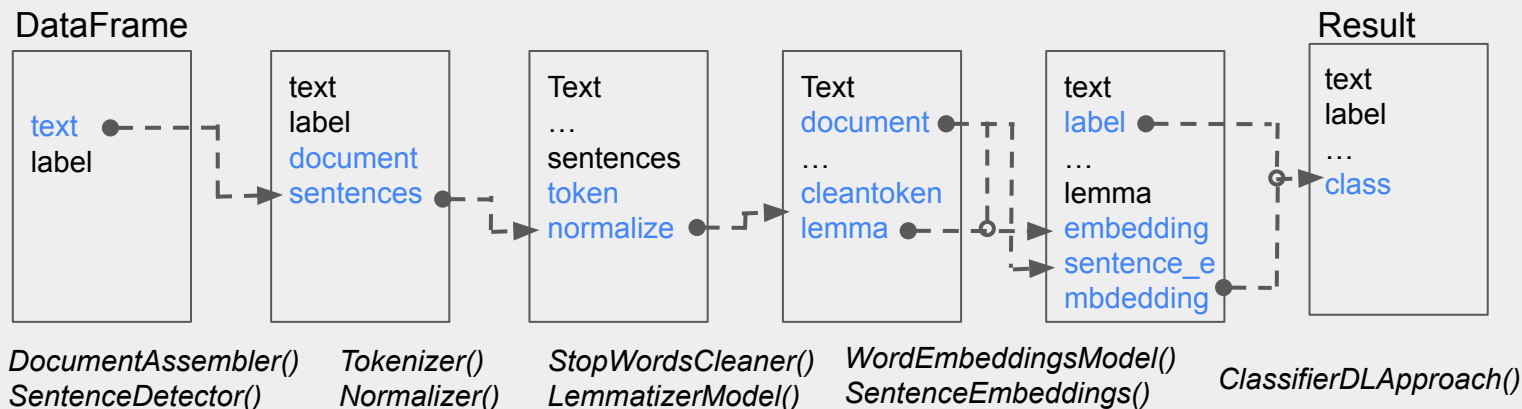 DataFrame
text
label
text
label
document
sentences
Text
…
sentences
token
normalize
Text
document
…
cleantoken
lemma
text
label
…
lemma
embedding
sentence_e
mbdedding
Result
text
label
…
class
DocumentAssembler()
SentenceDetector()
Tokenizer()
Normalizer()
StopWordsCleaner()
LemmatizerModel()
WordEmbeddingsModel()
SentenceEmbeddings()
ClassifierDLApproach()